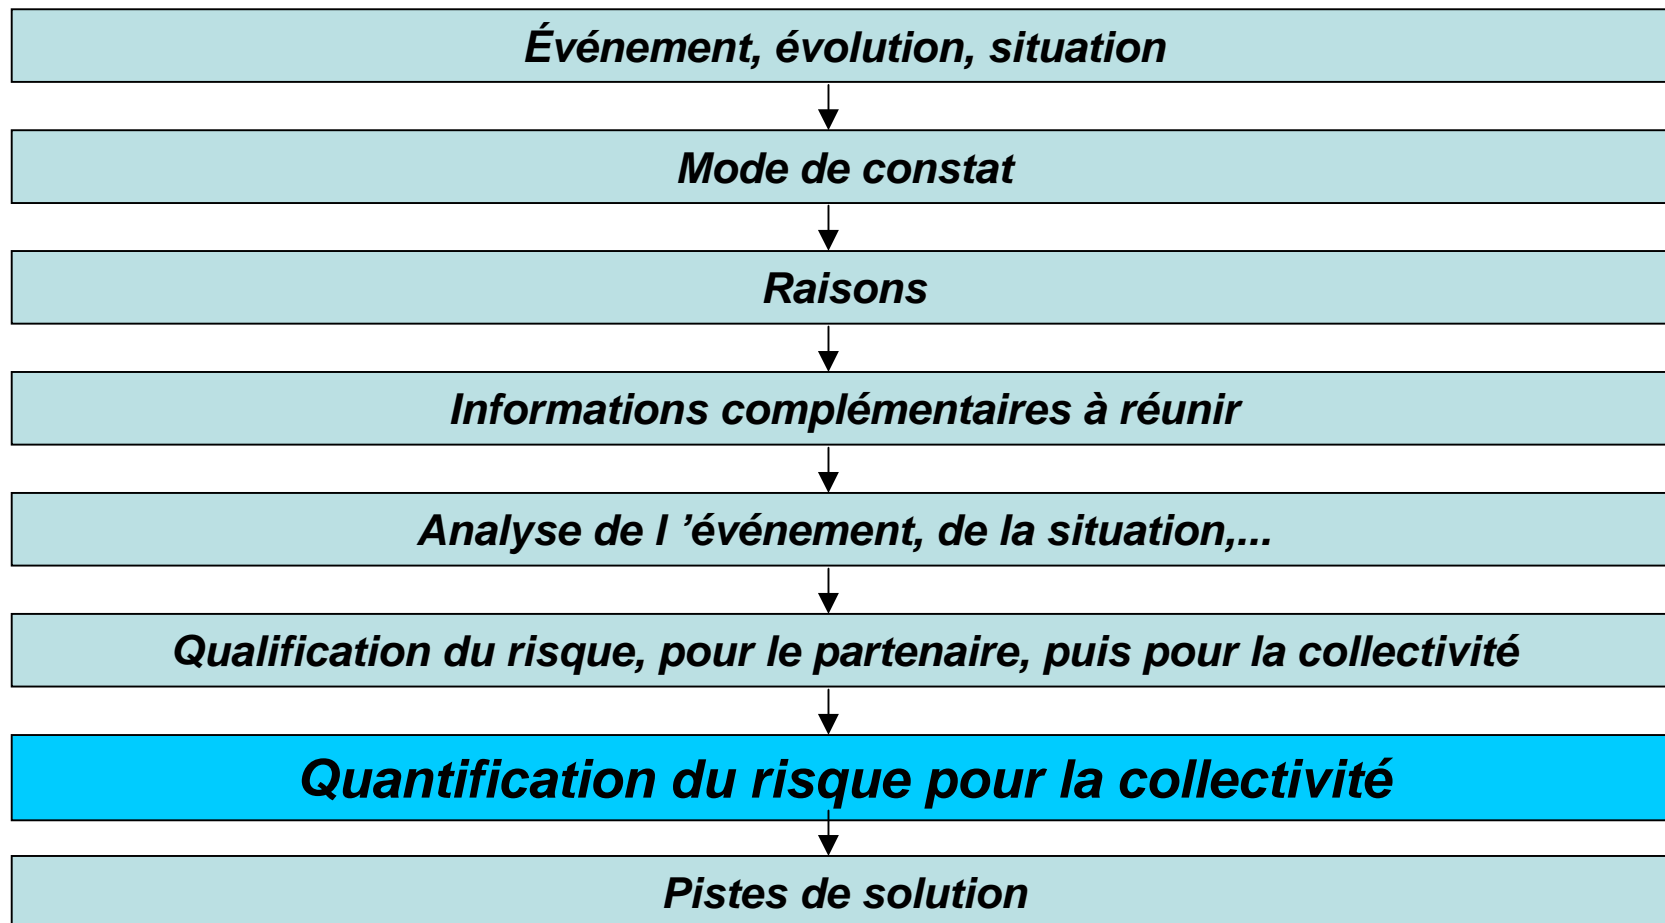 Événement, évolution, situation
Mode de constat
Raisons
Informations complémentaires à réunir
Analyse de l ’événement, de la situation,...
Qualification du risque, pour le partenaire, puis pour la collectivité
Quantification du risque pour la collectivité
Pistes de solution